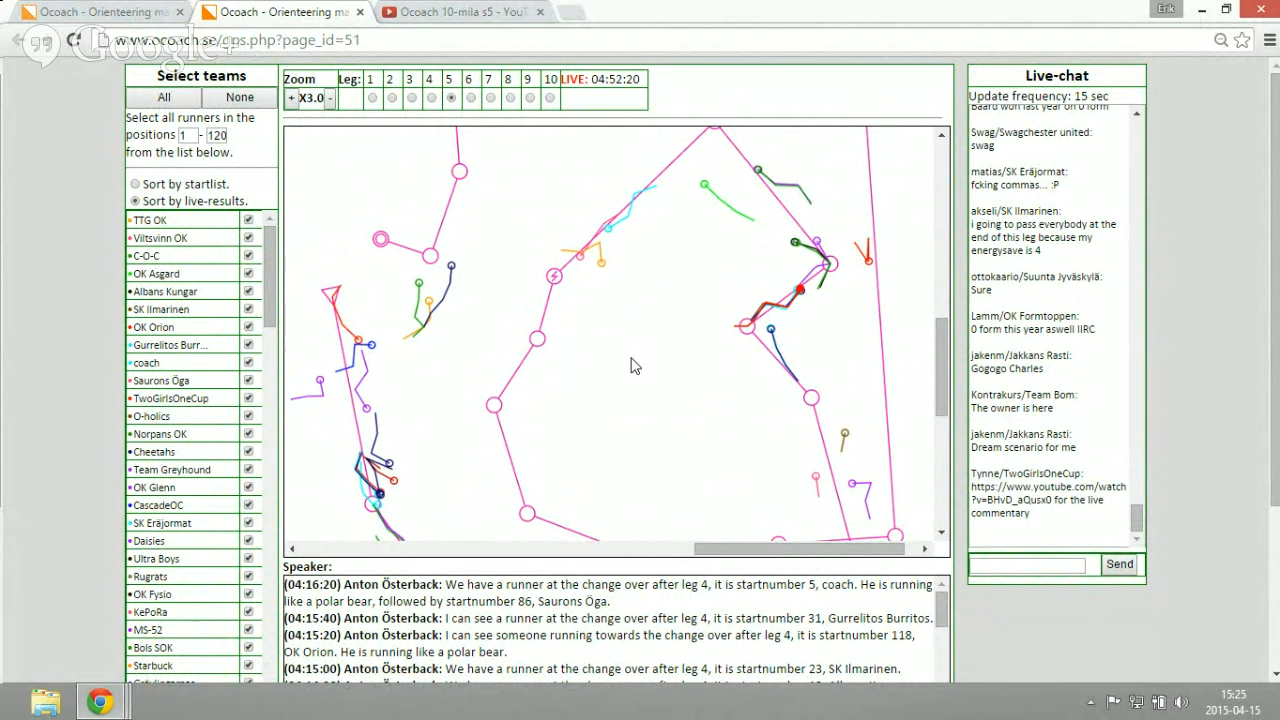 Ocoach - Orienteering ma
Ocoach - Orienteering ma
Ocoach 10-mila s5 - YouT
Erik
www.ocoach.se/cms.php?page_id=51
Google+
Select teams
All
None
Select all runners in the
positions 1 - 120
from the list below.
Sort by startlist.
Sort by live-results.
TTG OK
Viltsvinn OK
C-O-C
OK Asgard
Albans Kungar
SK Ilmarinen
OK Orion
Gurrelitos Burr...
coach
Saurons Öga
TwoGirlsOneCup
O-holics
Norpans OK
Cheetahs
Team Greyhound
OK Glenn
CascadeOC
SK Eräjormat
Daisies
Ultra Boys
Rugrats
OK Fysio
KePoRa
MS-52
Bols SOK
Starbuck
Zoom
Leg: 1 2 3 4 5 6 7 8 9 10 LIVE: 04:52:20
+ X3.0 -
Speaker:
(04:16:20) Anton Österback: We have a runner at the change over after leg 4, it is startnumber 5, coach. He is running
like a polar bear, followed by startnumber 86, Saurons Öga.
(04:15:40) Anton Österback: I can see a runner at the change over after leg 4, it is startnumber 31, Gurrelitos Burritos.
(04:15:20) Anton Österback: I can see someone running towards the change over after leg 4, it is startnumber 118,
OK Orion. He is running like a polar bear.
(04:15:00) Anton Österback: We have a runner at the change over after leg 4, it is startnumber 23, SK Ilmarinen.
Live-chat
Update frequency: 15 sec
Baard won last year on 0 form
Swag/Swagchester united:
swag
matias/SK Eräjormat:
fcking commas... :P
akseli/SK Ilmarinen:
i going to pass everybody at the
end of this leg because my
energysave is 4
ottokaario/Suunta Jyväskylä:
Sure
Lamm/OK Formtoppen:
0 form this year aswell IIRC
jakenm/Jakkans Rasti:
Gogogo Charles
Kontrakurs/Team Bom:
The owner is here
jakenm/Jakkans Rasti:
Dream scenario for me
Tynne/TwoGirlsOneCup:
https://www.youtube.com/watch
?v=BHvD_aQusx0 for the live
commentary
Send
15:25
2015-04-15